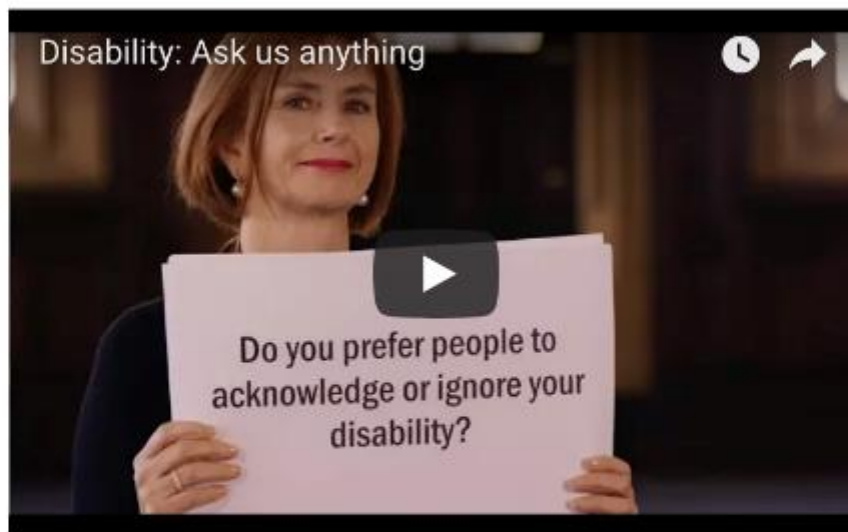 Disability: Ask us anything
Do you prefer people to
acknowledge or ignore your
disability?